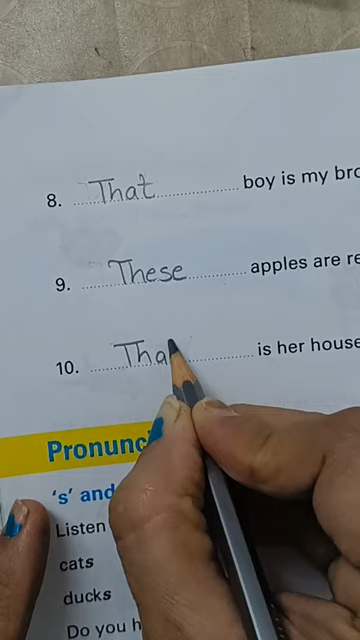 8. That boy is my bro
9. These apples are re
10. Tha is her house
Pronunc
's' and
Listen
cats
ducks
Do you h